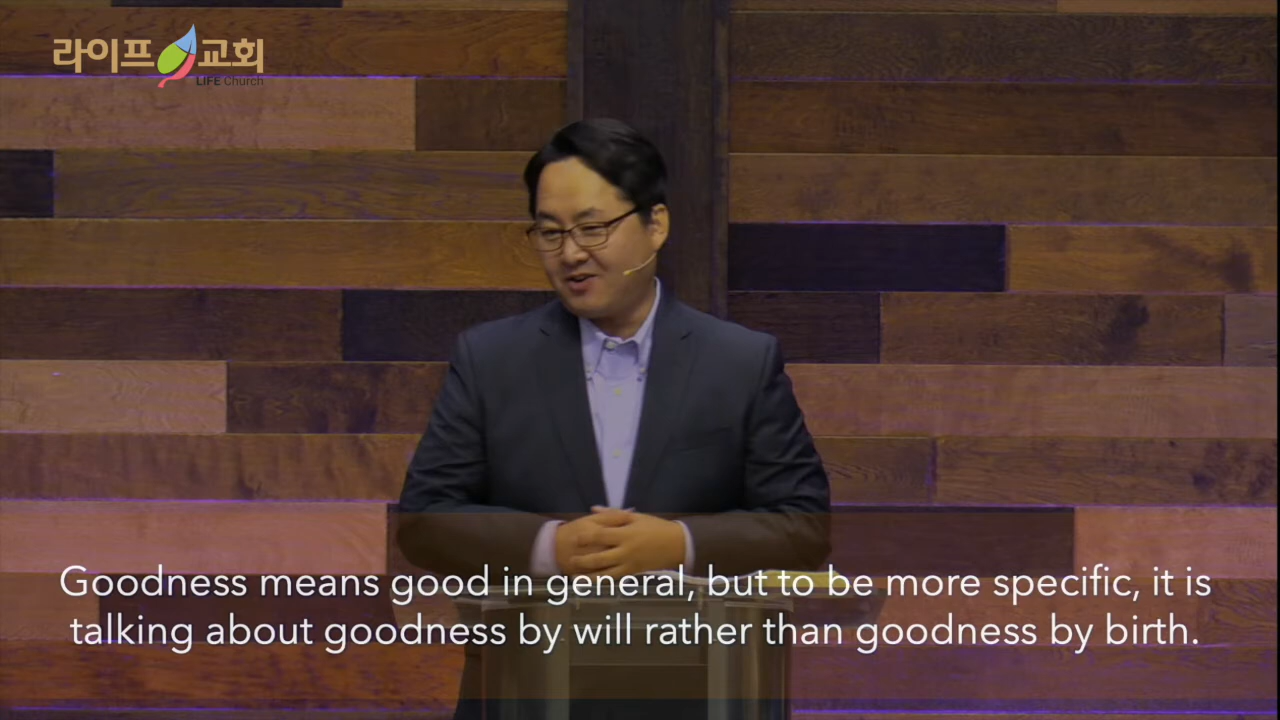 라이프 교회
LIFE Church
Goodness means good in general, but to be more specific, it is
talking about goodness by will rather than goodness by birth.